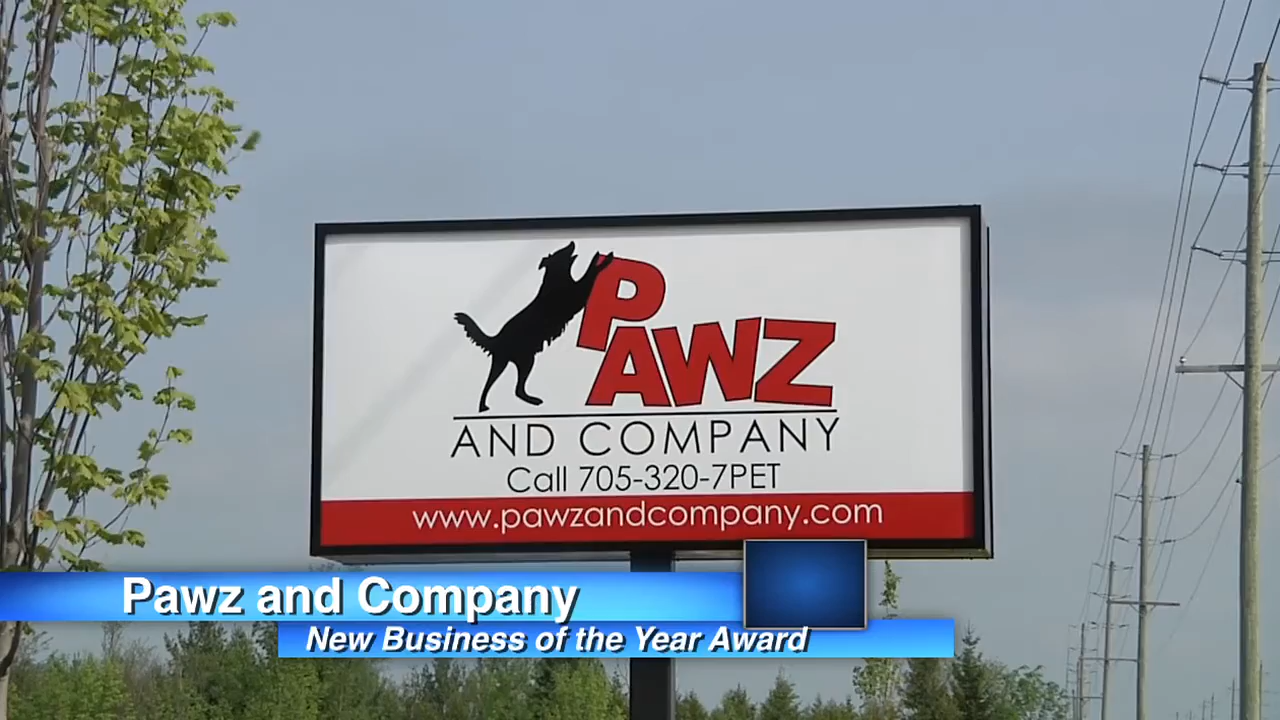 PAWZ
AND COMPANY
Call 705-320-7PET
www.pawzandcompany.com
Pawz and Company
New Business of the Year Award